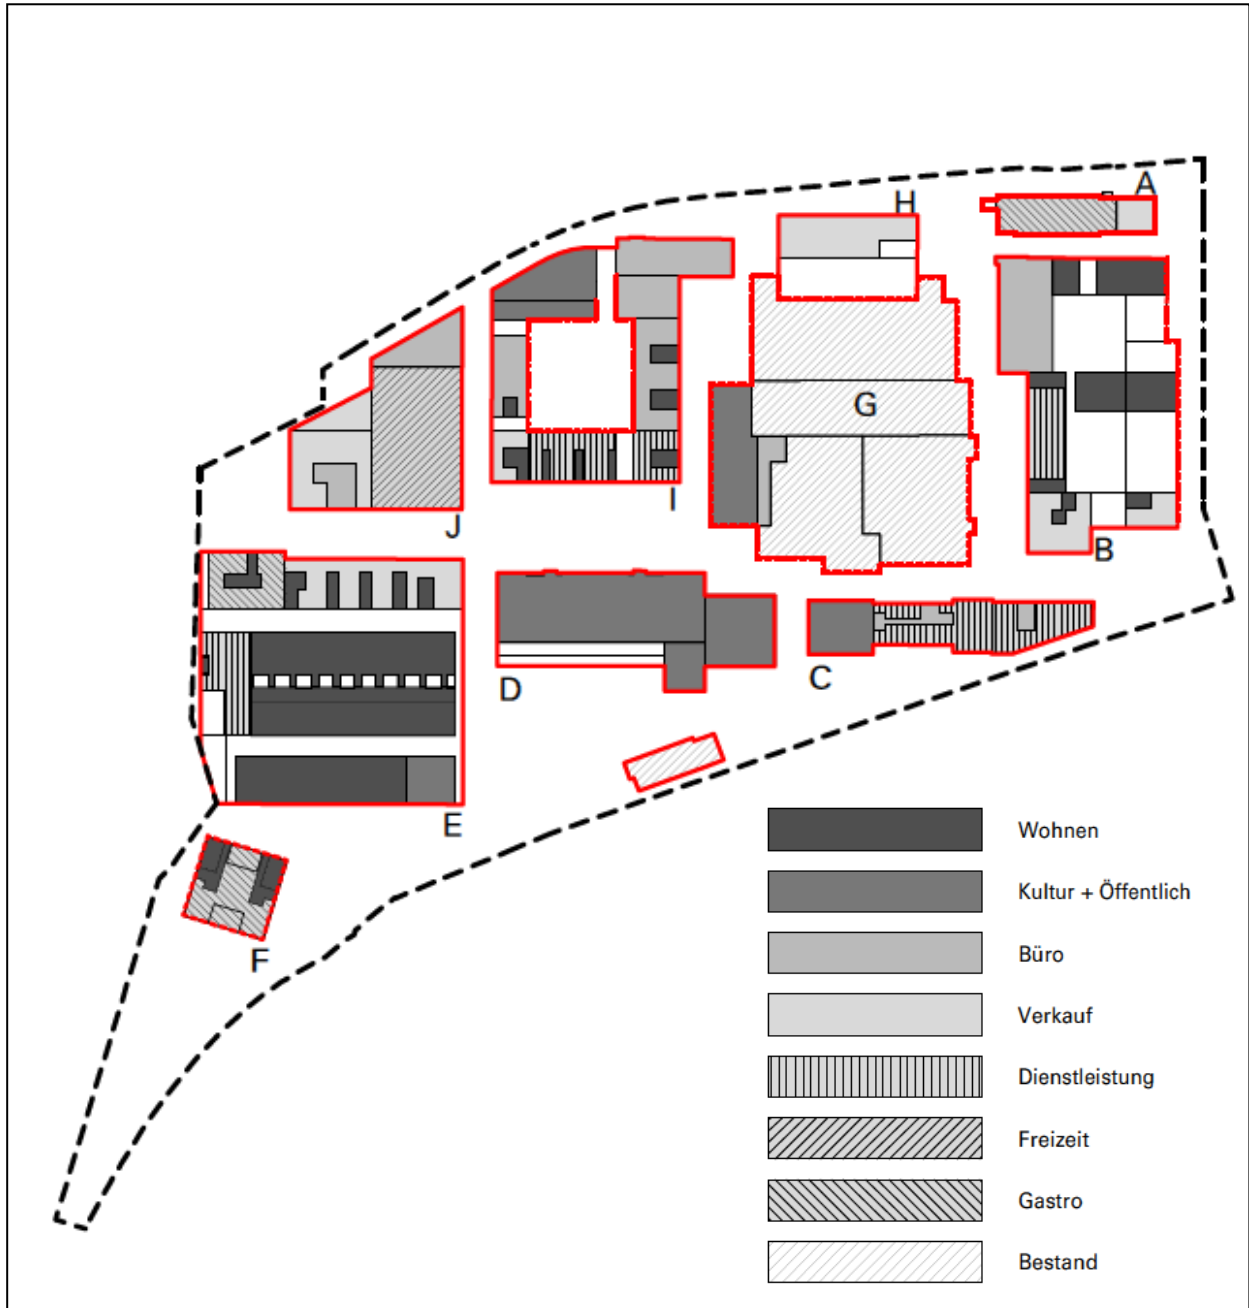 A
H
G
I
J
B
D
C
E
F
Wohnen
Kultur + Öffentlich
Büro
Verkauf
Dienstleistung
Freizeit
Gastro
Bestand